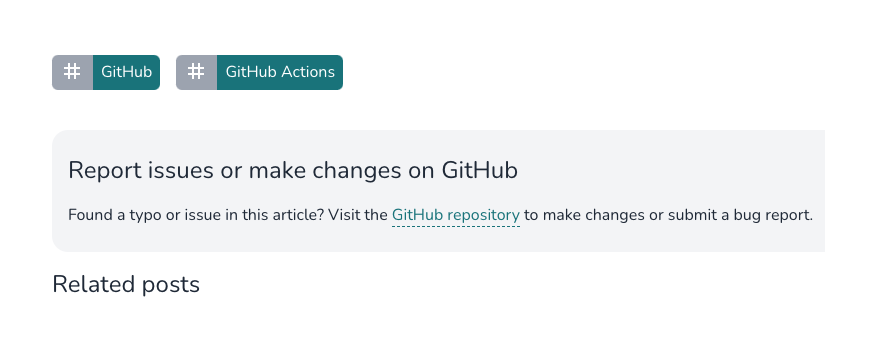 # GitHub # GitHub Actions
Report issues or make changes on GitHub
Found a typo or issue in this article? Visit the GitHub repository to make changes or submit a bug report.
Related posts